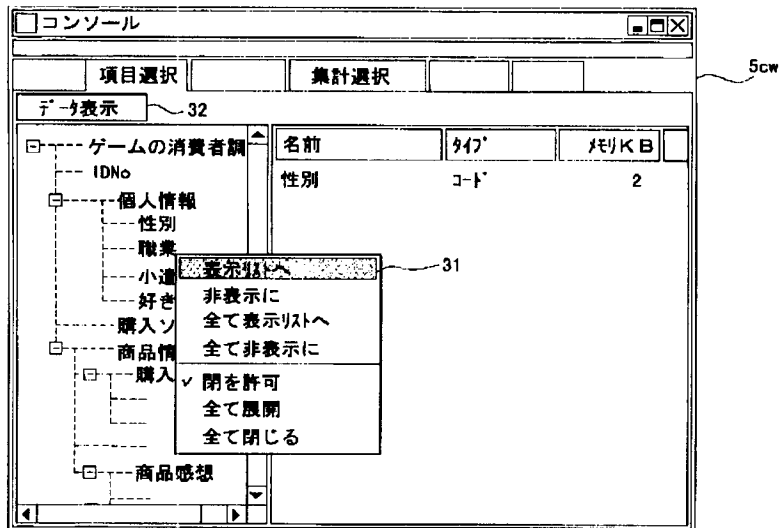 コンソール
項目選択
集計選択
5cw
データ表示
32
ゲームの消費者調
IDNo
個人情報
性別
職業
小遣
好き
購入ソ
商品情
購入
商品感想
名前
タイプ
メモリKB
性別
コード
2
表示リストへ
31
非表示に
全て表示リストへ
全て非表示に
✓ 閉を許可
全て展開
全て閉じる